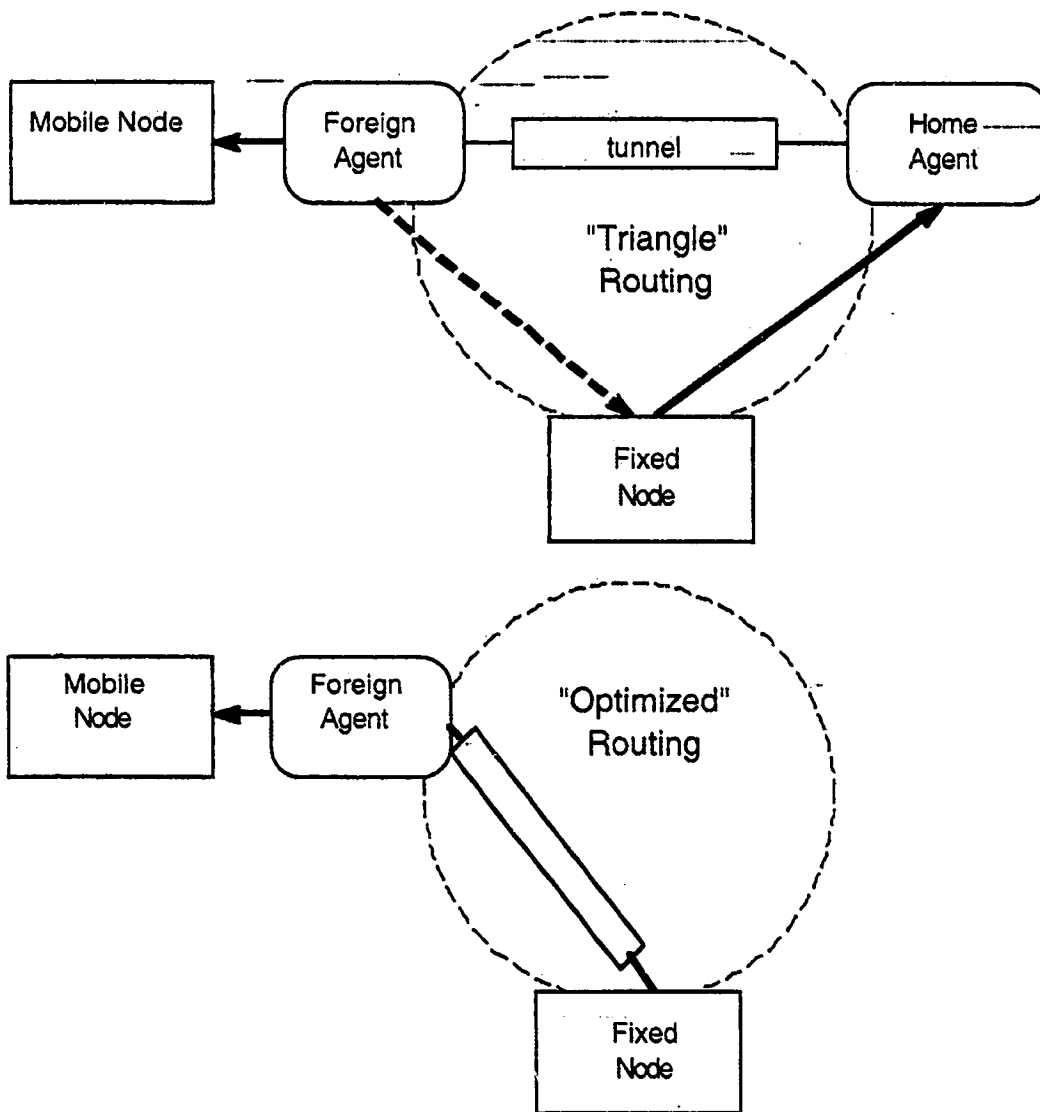 Mobile Node
Foreign
Agent
tunnel
Home
Agent
"Triangle"
Routing
Fixed
Node
Mobile
Node
Foreign
Agent
"Optimized"
Routing
Fixed
Node